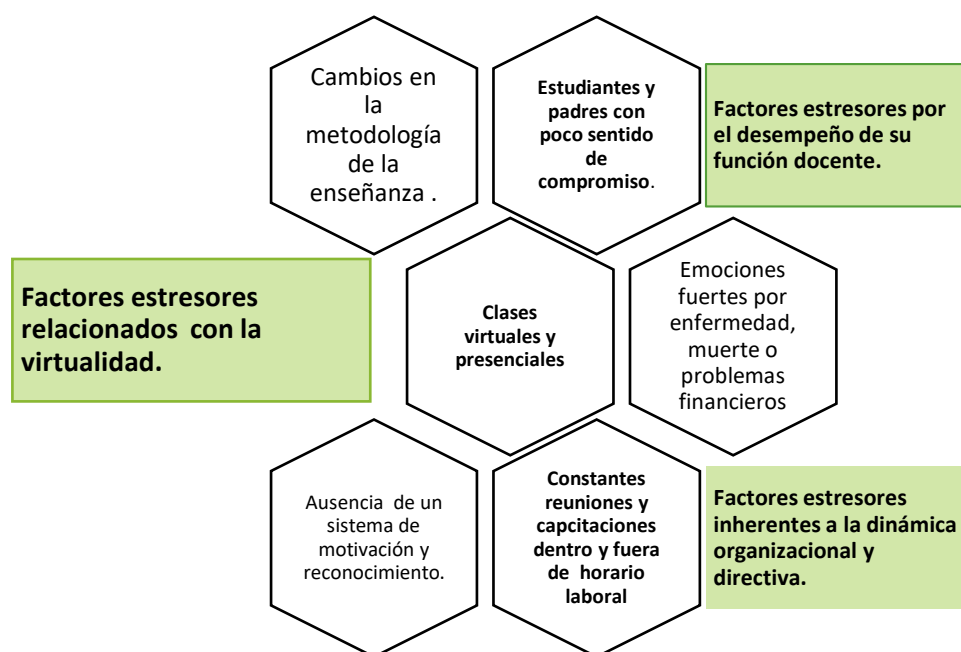 Cambios en
la
metodología
de la
enseñanza .
Estudiantes y
padres con
poco sentido
de
compromiso.
Factores estresores por
el desempeño de su
función docente.
Factores estresores
relacionados con la
virtualidad.
Clases
virtuales y
presenciales
Emociones
fuertes por
enfermedad,
muerte o
problemas
financieros
Ausencia de un
sistema de
motivación y
reconocimiento.
Constantes
reuniones y
capcitaciones
dentro y fuera
de horario
laboral
Factores estresores
inherentes a la dinámica
organizacional y
directiva.